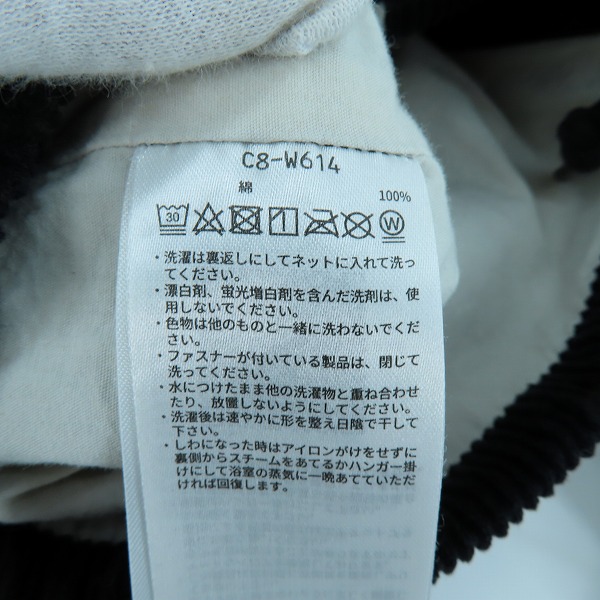 C8-W614
綿 100%
30 W
・洗濯は裏返しにしてネットに入れて洗っ
てください。
・漂白剤、蛍光増白剤を含んだ洗剤は、使
用しないでください。
・色物は他のものと一緒に洗わないでくだ
さい。
・ファスナーが付いている製品は、閉じて
洗ってください。
・水につけたまま他の洗濯物と重ね合わせ
たり、放置しないようにしてください。
・洗濯後は速やかに形を整え日陰で干して
下さい。
・しわになった時はアイロンがけをせずに
裏側からスチームをあてるかハンガー掛
けにして浴室の蒸気に一晩あてていただ
ければ回復します。